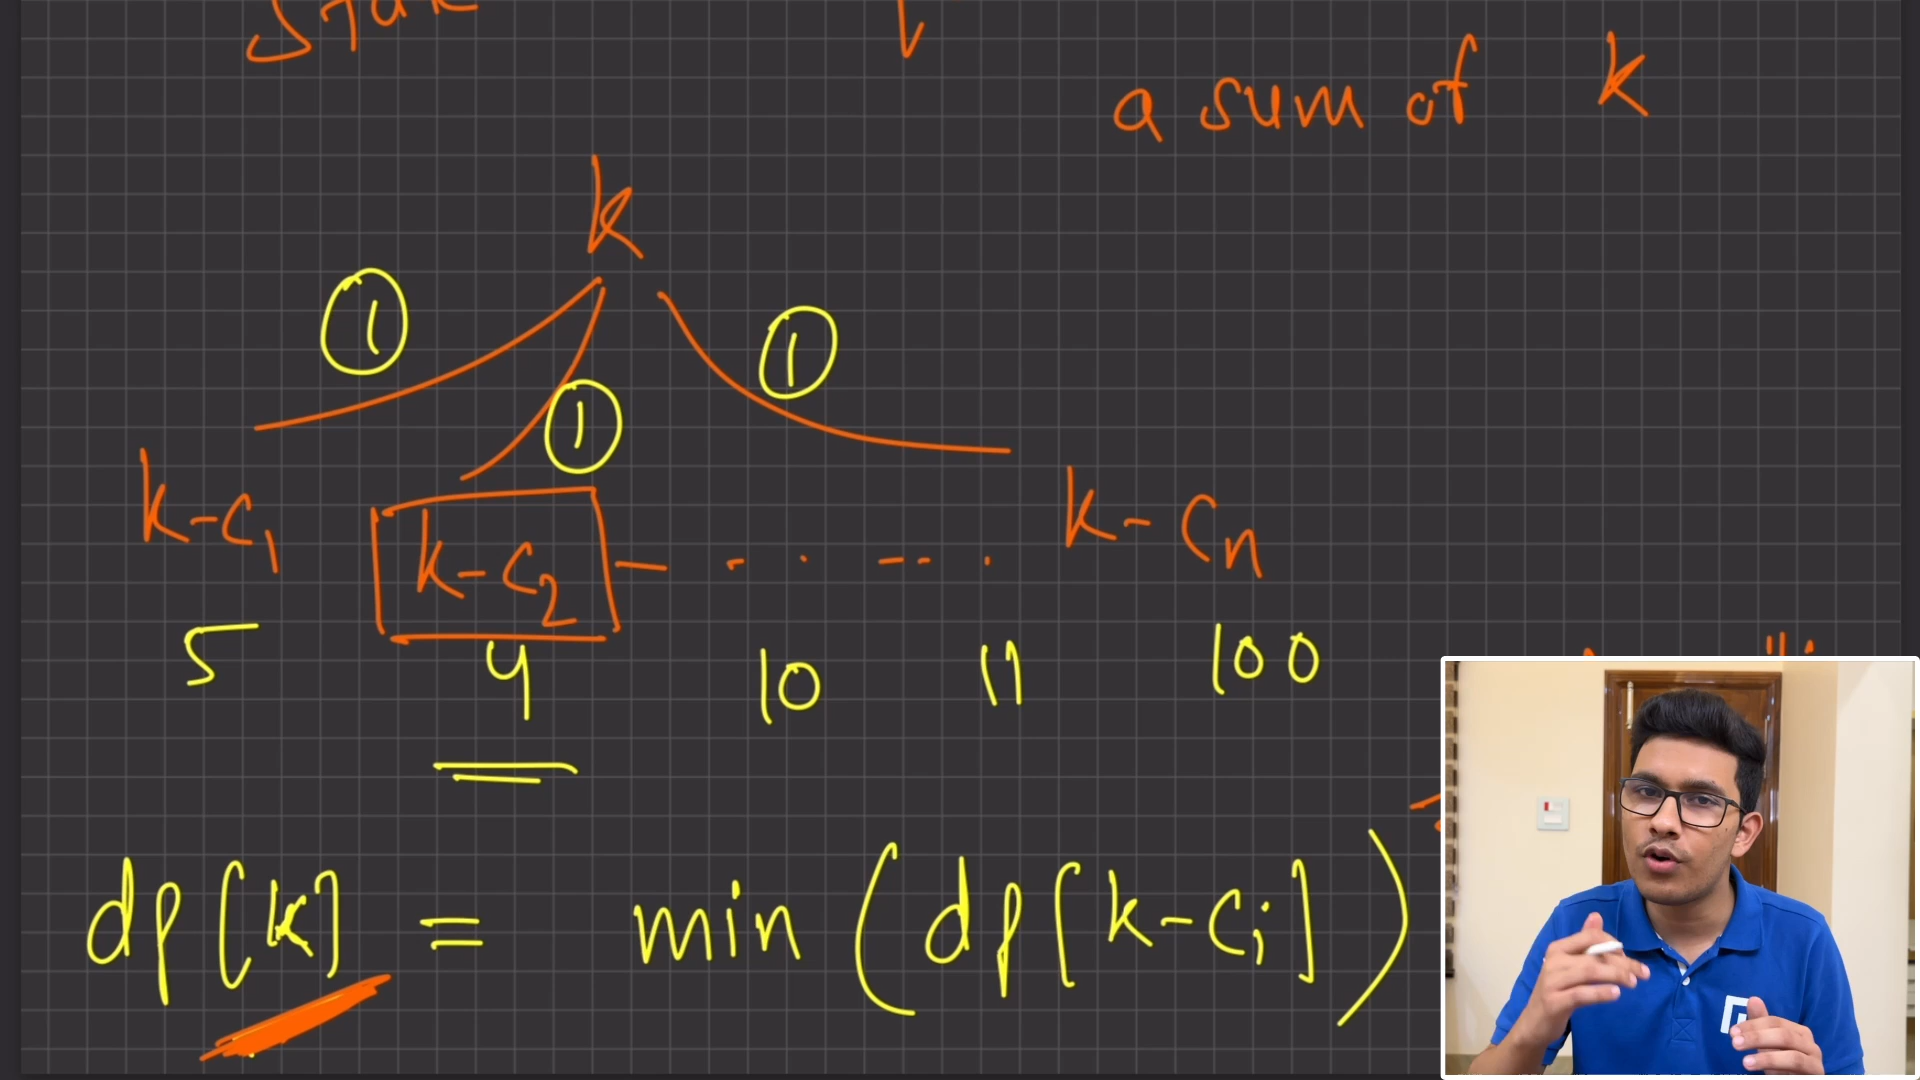 a sum of k
k
1
1
1
k-c1
k-c2
k-cn
5
4
10
11
100
dp[k] = min(dp[k-ci])